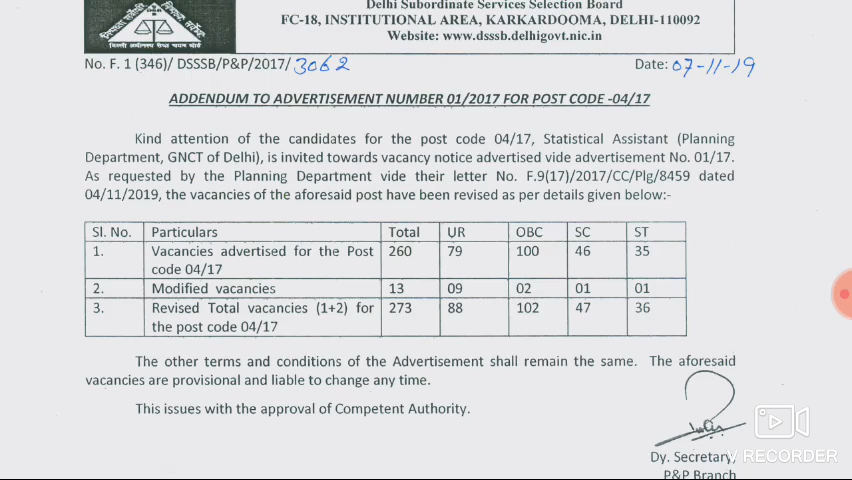 Delhi Subordinate Services Selection Board
FC-18, INSTITUTIONAL AREA, KARKARDOOMA, DELHI-110092
Website: www.dsssb.delhigovt.nic.in
No. F. 1 (346)/ DSSSB/P&P/2017/ 3062 Date: 07-11-19
ADDENDUM TO ADVERTISEMENT NUMBER 01/2017 FOR POST CODE -04/17
Kind attention of the candidates for the post code 04/17, Statistical Assistant (Planning
Department, GNCT of Delhi), is invited towards vacancy notice advertised vide advertisement No. 01/17.
As requested by the Planning Department vide their letter No. F.9(17)/2017/CC/Plg/8459 dated
04/11/2019, the vacancies of the aforesaid post have been revised as per details given below:-
Sl. No. Particulars Total UR OBC SC ST
1. Vacancies advertised for the Post 260 79 100 46 35
code 04/17
2. Modified vacancies 13 09 02 01 01
3. Revised Total vacancies (1+2) for 273 88 102 47 36
the post code 04/17
The other terms and conditions of the Advertisement shall remain the same. The aforesaid
vacancies are provisional and liable to change any time.
This issues with the approval of Competent Authority.
V RECORDER
Dy. Secretary,
P&P Branch